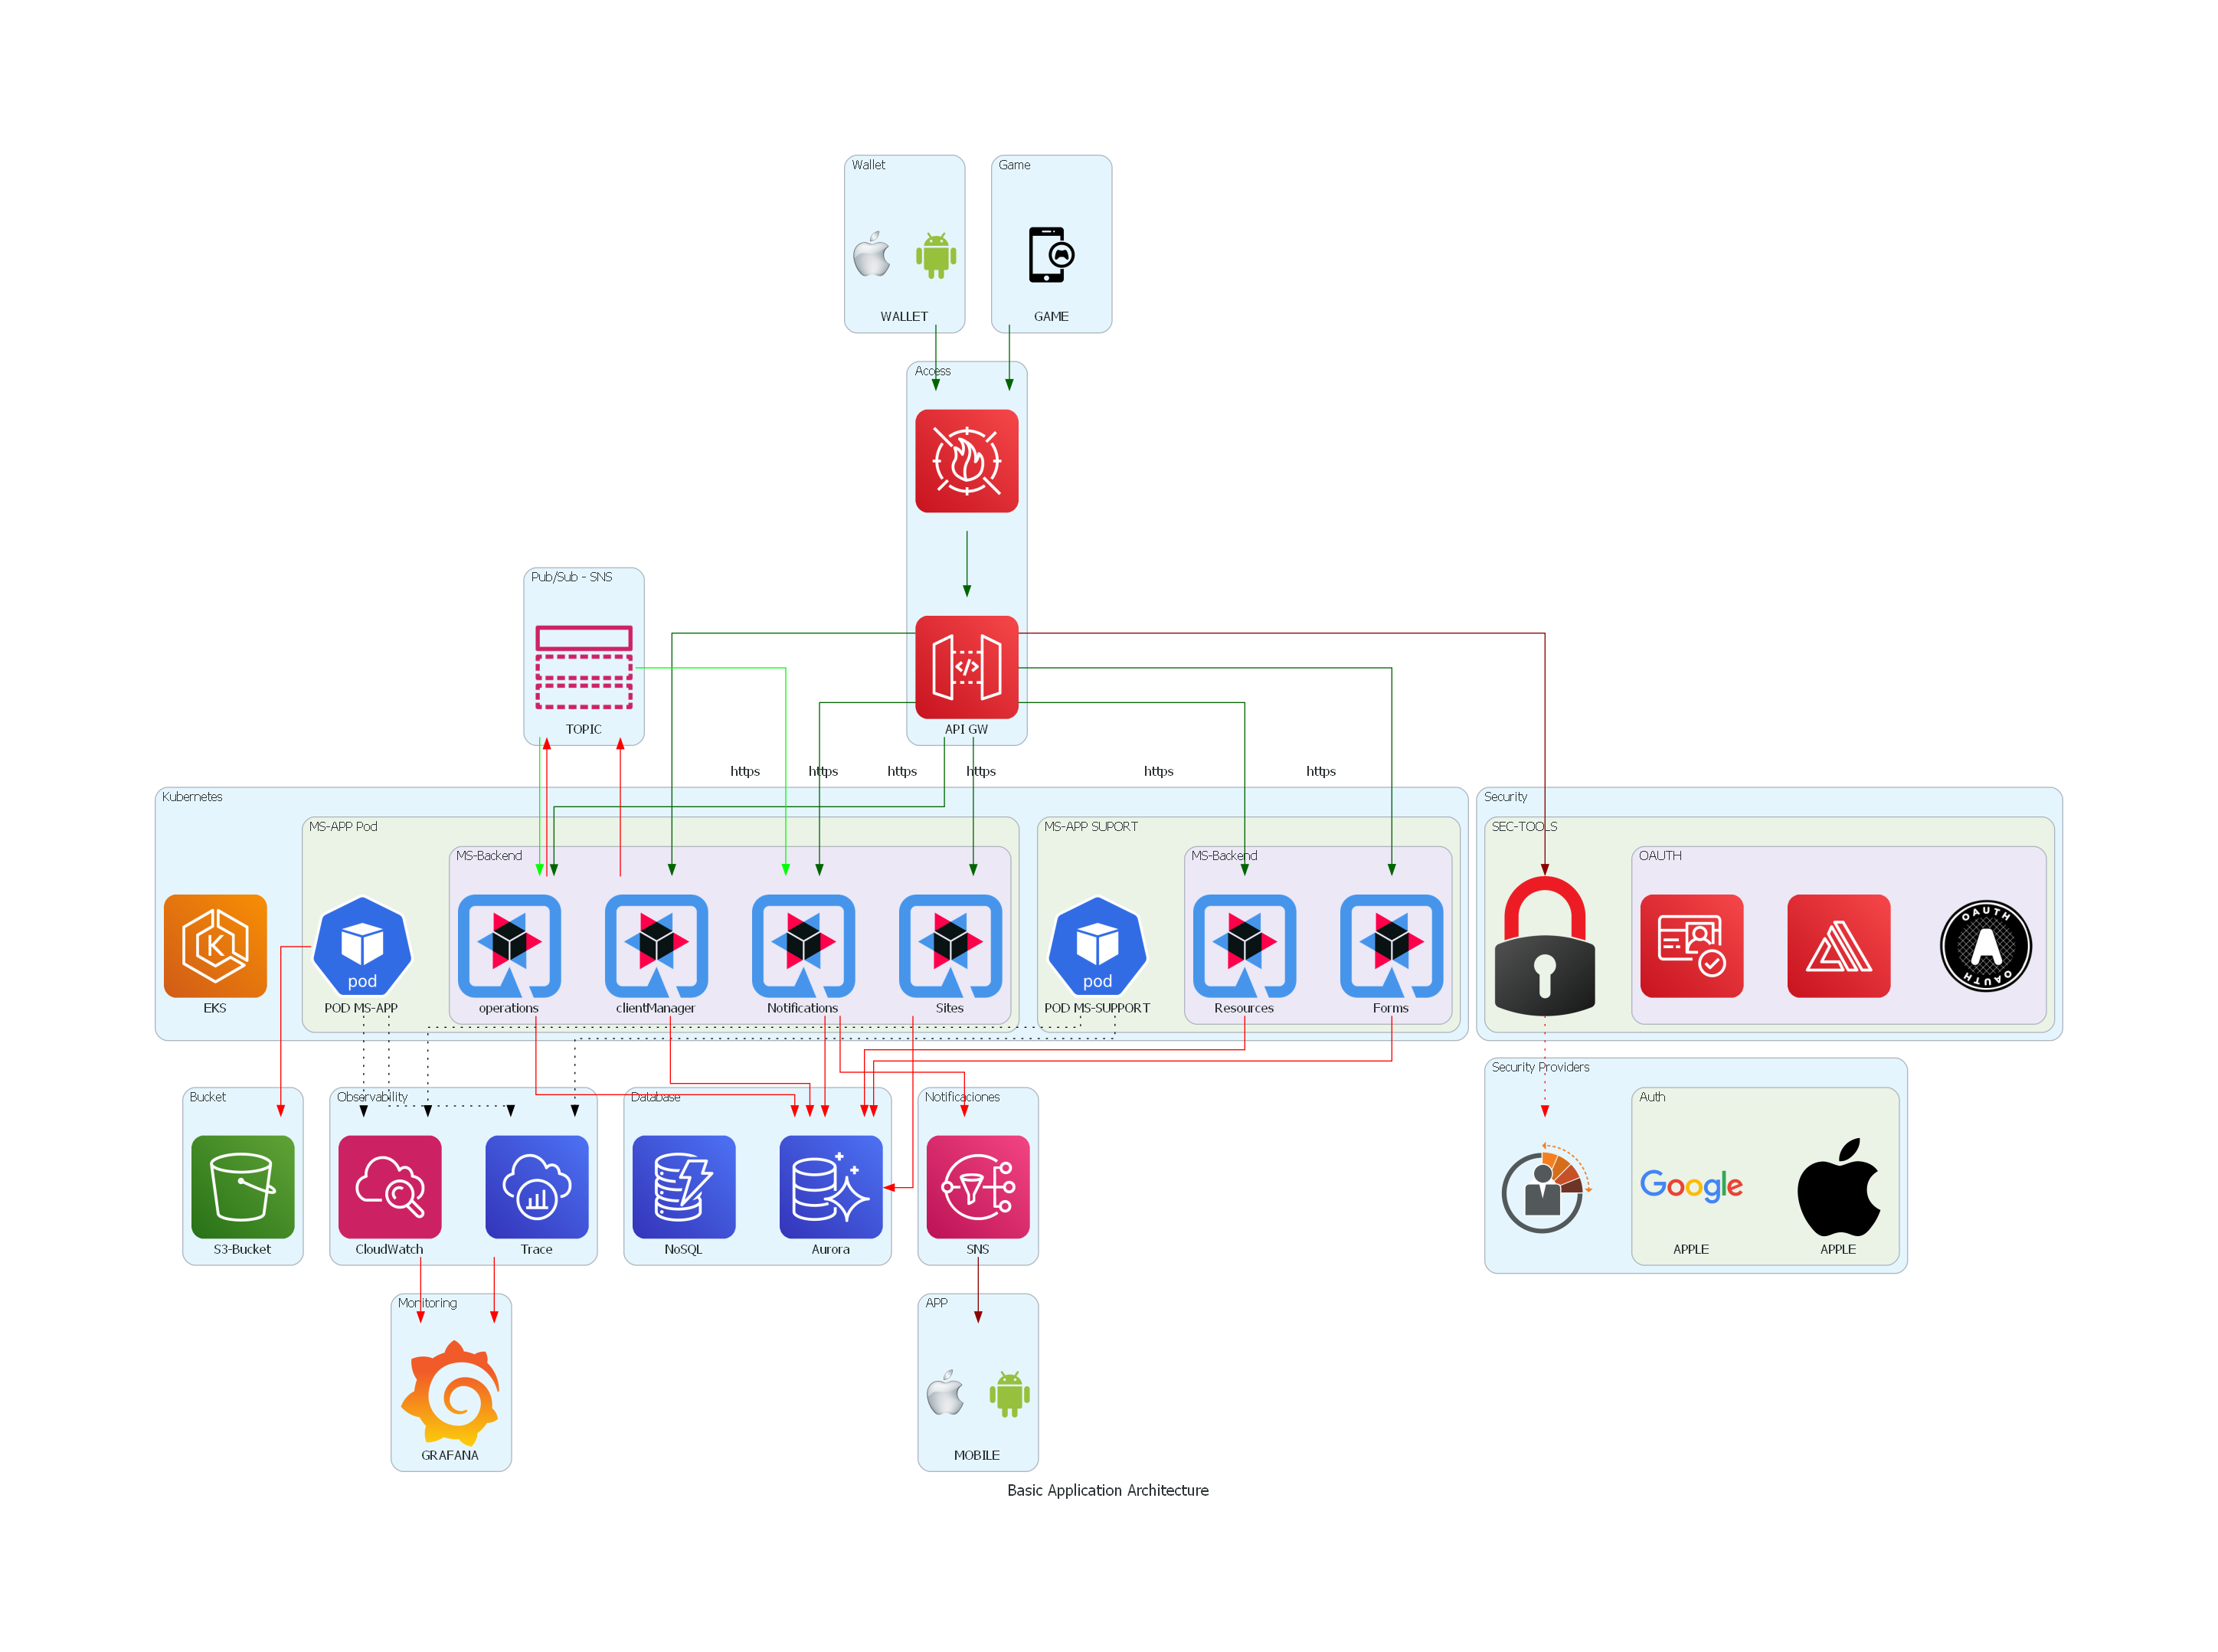 Wallet
Game
WALLET
GAME
Access
Pub/Sub - SNS
TOPIC
API GW
https
https
https
https
https
https
Kubernetes
Security
MS-APP Pod
MS-APP SUPORT
SEC-TOOLS
MS-Backend
MS-Backend
OAUTH
K
pod
pod
OAUTH
A
OAUTH
EKS
POD MS-APP
operations
clientManager
Notifications
Sites
POD MS-SUPPORT
Resources
Forms
Security Providers
Bucket
Observability
Database
Notificaciones
Auth
Google
S3-Bucket
CloudWatch
Trace
NoSQL
Aurora
SNS
APPLE
APPLE
Monitoring
APP
GRAFANA
MOBILE
Basic Application Architecture